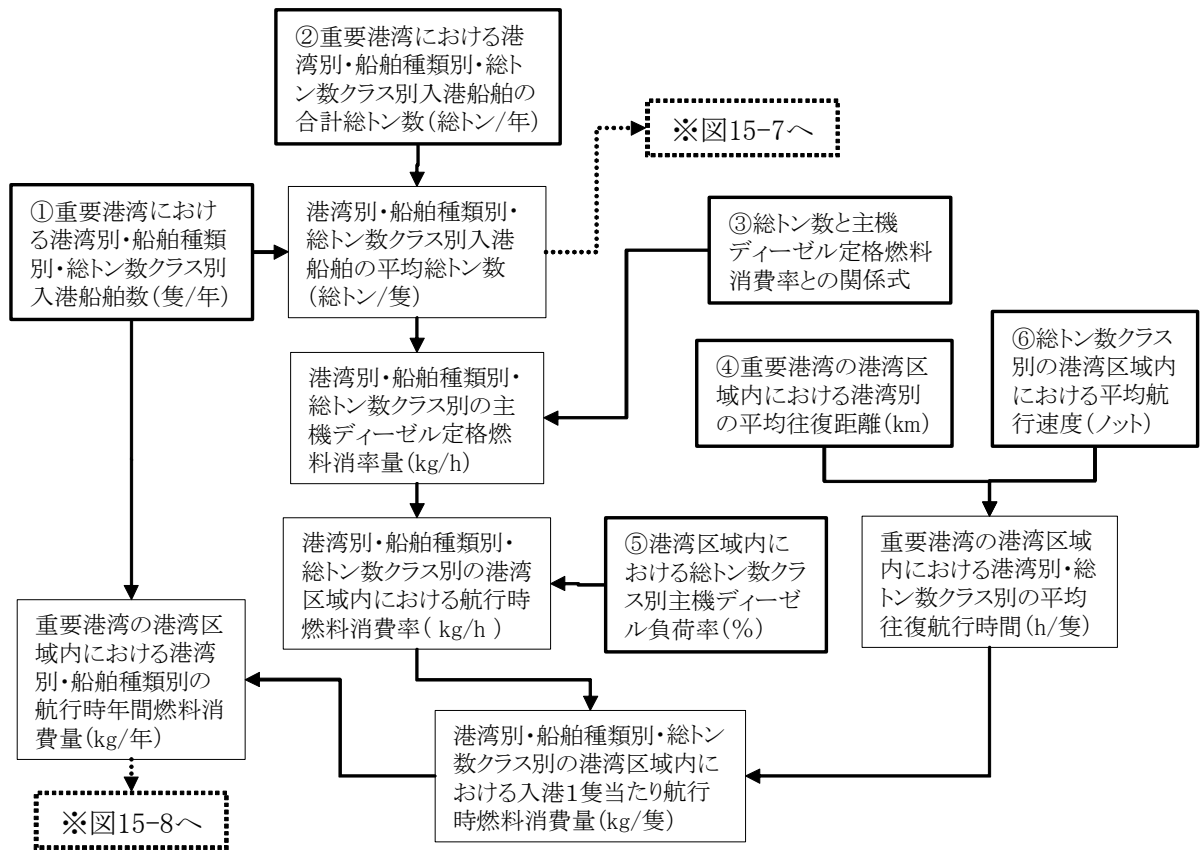 ②重要港湾における港
湾別・船舶種類別・総ト
ン数クラス別入港船舶の
合計総トン数(総トン/年)
※図15-7へ
①重要港湾におけ
る港湾別・船舶種類
別・総トン数クラス別
入港船舶数(隻/年)
港湾別・船舶種類別・
総トン数クラス別入港
船舶の平均総トン数
(総トン/隻)
③総トン数と主機
ディーゼル定格燃料
消費率との関係式
港湾別・船舶種類別・
総トン数クラス別の主
機ディーゼル定格燃
料消率量(kg/h)
④重要港湾の港湾区
域内における港湾別
の平均往復距離(km)
⑥総トン数クラス
別の港湾区域内
における平均航
行速度(ノット)
港湾別・船舶種類別・
総トン数クラス別の港湾
区域内における航行時
燃料消費率( kg/h )
⑤港湾区域内に
おける総トン数クラ
ス別主機ディーゼ
ル負荷率(%)
重要港湾の港湾区域
内における港湾別・総
トン数クラス別の平均
往復航行時間(h/隻)
重要港湾の港湾区
域内における港湾
別・船舶種類別の
航行時年間燃料消
費量(kg/年)
港湾別・船舶種類別・総トン
数クラス別の港湾区域内に
おける入港1隻当たり航行
時燃料消費量(kg/隻)
※図15-8へ